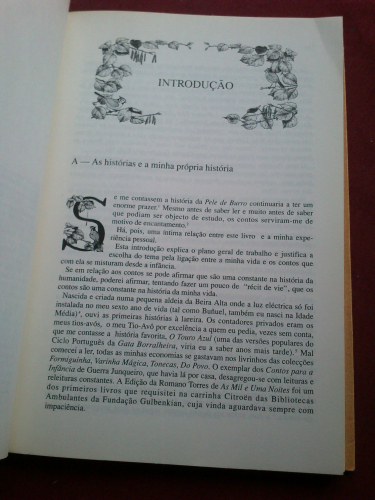 INTRODUÇÃO
A — As histórias e a minha própria história
Se me contassem a história da Pele de Burro continuaria a ter um
enorme prazer.¹ Mesmo antes de saber ler e muito antes de saber
que podiam ser objecto de estudo, os contos serviram-me de
motivo de encantamento.²
Há, pois, uma íntima relação entre este livro e a minha expe-
riência pessoal.
Esta introdução explica o plano geral de trabalho e justifica a
escolha do tema pela ligação entre a minha vida e os contos que
com ela se misturam desde a infância.
Se em relação aos contos se pode afirmar que são uma constante na história da
humanidade, poderei afirmar, tentando fazer um pouco de "récit de vie", que os
contos são uma constante na história da minha vida.
Nascida e criada numa pequena aldeia da Beira Alta onde a luz eléctrica só foi
instalada no meu sexto ano de vida (tal como Buñuel, também eu nasci na Idade
Média)³, ouvi as primeiras histórias à lareira. Os contadores privados eram os
meus tios-avós, o meu Tio-Avô por excelência a quem eu pedia, vezes sem conta,
que me contasse a história favorita, O Touro Azul (uma das versões populares do
Ciclo Português da Gata Borralheira, viria eu a saber anos mais tarde).⁴ Mal
comecei a ler, todas as minhas economias se gastavam nos livrinhos das colecções
Formiguinha, Varinha Mágica, Tonecas, Do Povo. O exemplar dos Contos para a
Infância de Guerra Junqueiro, que havia lá por casa, desagregou-se com leituras e
releituras constantes. A Edição da Romano Torres de As Mil e Uma Noites foi um
dos primeiros livros que requisitei na carrinha Citroën das Bibliotecas
Ambulantes da Fundação Gulbenkian, cuja vinda aguardava sempre com
impaciência.